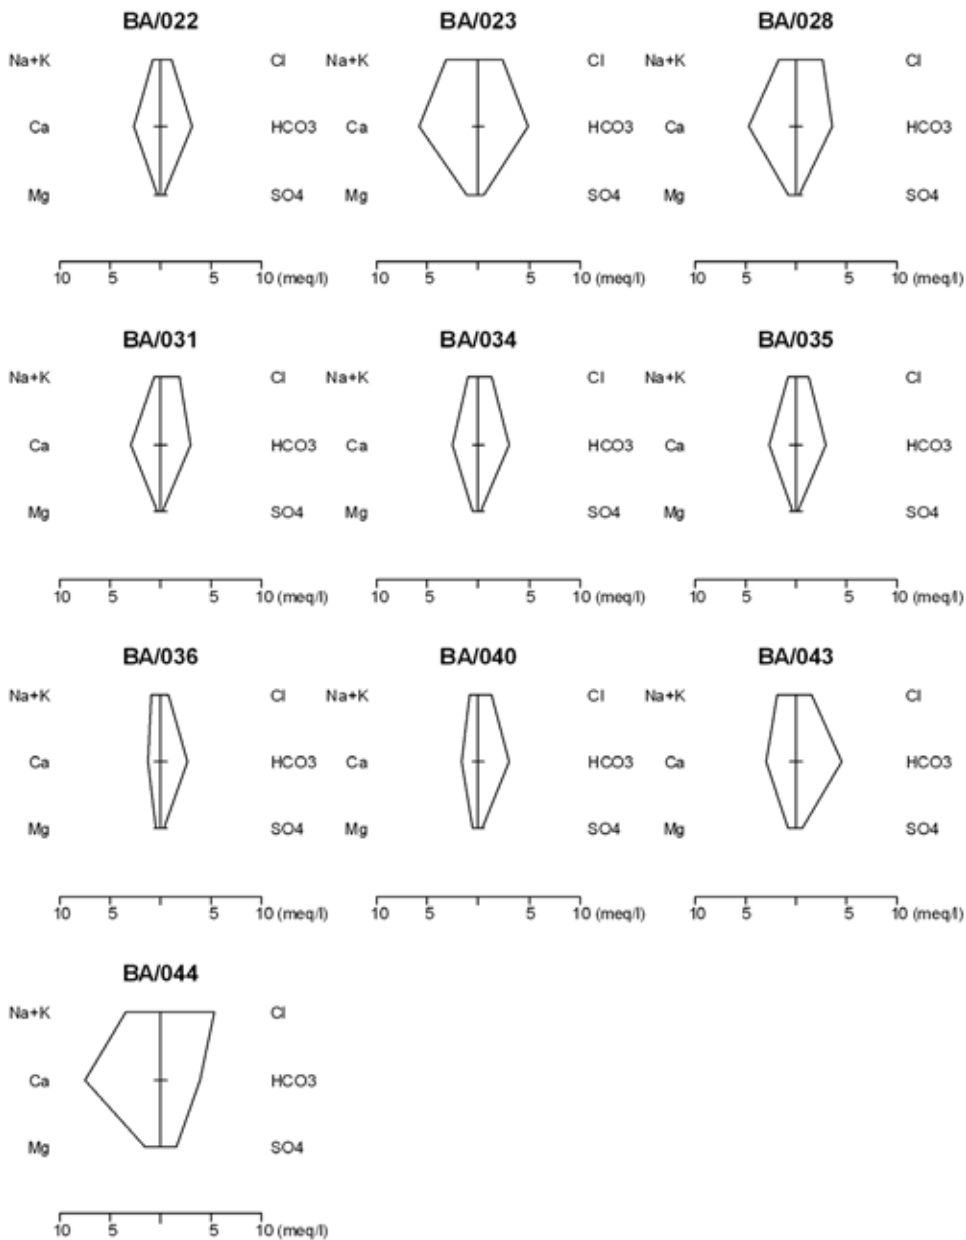 BA/022 BA/023 BA/028
Na+K Cl Na+K Cl Na+K Cl
Ca HCO3 Ca HCO3 Ca HCO3
Mg SO4 Mg SO4 Mg SO4
10 5 5 10 (meq/l) 10 5 5 10 (meq/l) 10 5 5 10 (meq/l)
BA/031 BA/034 BA/035
Na+K Cl Na+K Cl Na+K Cl
Ca HCO3 Ca HCO3 Ca HCO3
Mg SO4 Mg SO4 Mg SO4
10 5 5 10 (meq/l) 10 5 5 10 (meq/l) 10 5 5 10 (meq/l)
BA/036 BA/040 BA/043
Na+K Cl Na+K Cl Na+K Cl
Ca HCO3 Ca HCO3 Ca HCO3
Mg SO4 Mg SO4 Mg SO4
10 5 5 10 (meq/l) 10 5 5 10 (meq/l) 10 5 5 10 (meq/l)
BA/044
Na+K Cl
Ca HCO3
Mg SO4
10 5 5 10 (meq/l)